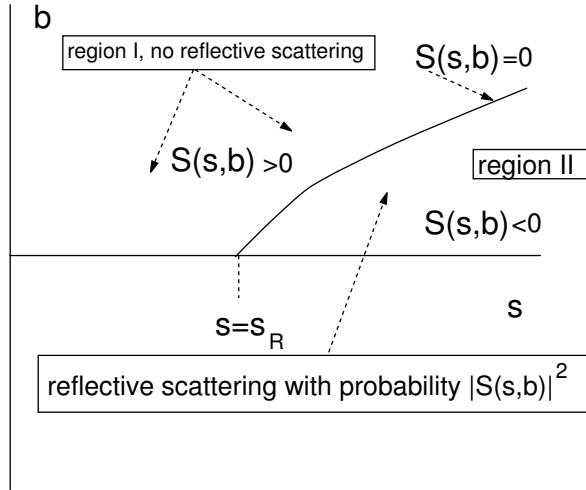 b
region I, no reflective scattering
S(s,b)=0
S(s,b) >0
region II
S(s,b)<0
s=s_R
s
reflective scattering with probability |S(s,b)|²